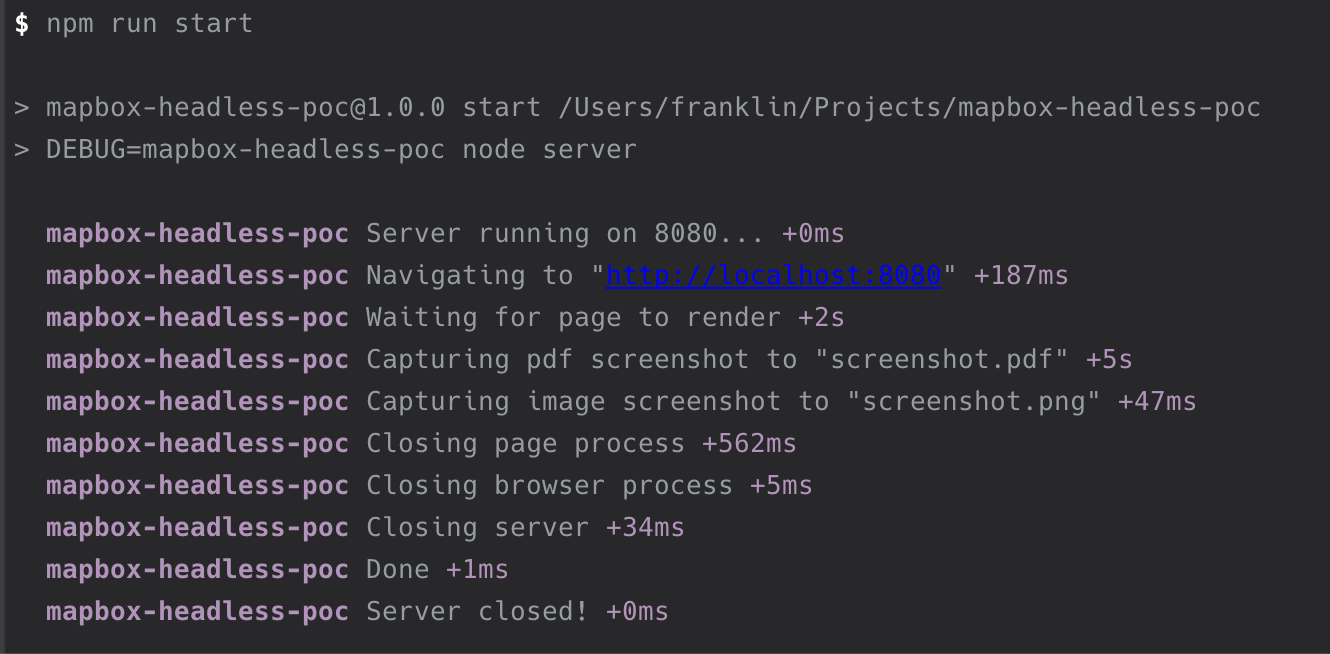 $ npm run start
> mapbox-headless-poc@1.0.0 start /Users/franklin/Projects/mapbox-headless-poc
> DEBUG=mapbox-headless-poc node server
mapbox-headless-poc Server running on 8080... +0ms
mapbox-headless-poc Navigating to "http://localhost:8080" +187ms
mapbox-headless-poc Waiting for page to render +2s
mapbox-headless-poc Capturing pdf screenshot to "screenshot.pdf" +5s
mapbox-headless-poc Capturing image screenshot to "screenshot.png" +47ms
mapbox-headless-poc Closing page process +562ms
mapbox-headless-poc Closing browser process +5ms
mapbox-headless-poc Closing server +34ms
mapbox-headless-poc Done +1ms
mapbox-headless-poc Server closed! +0ms